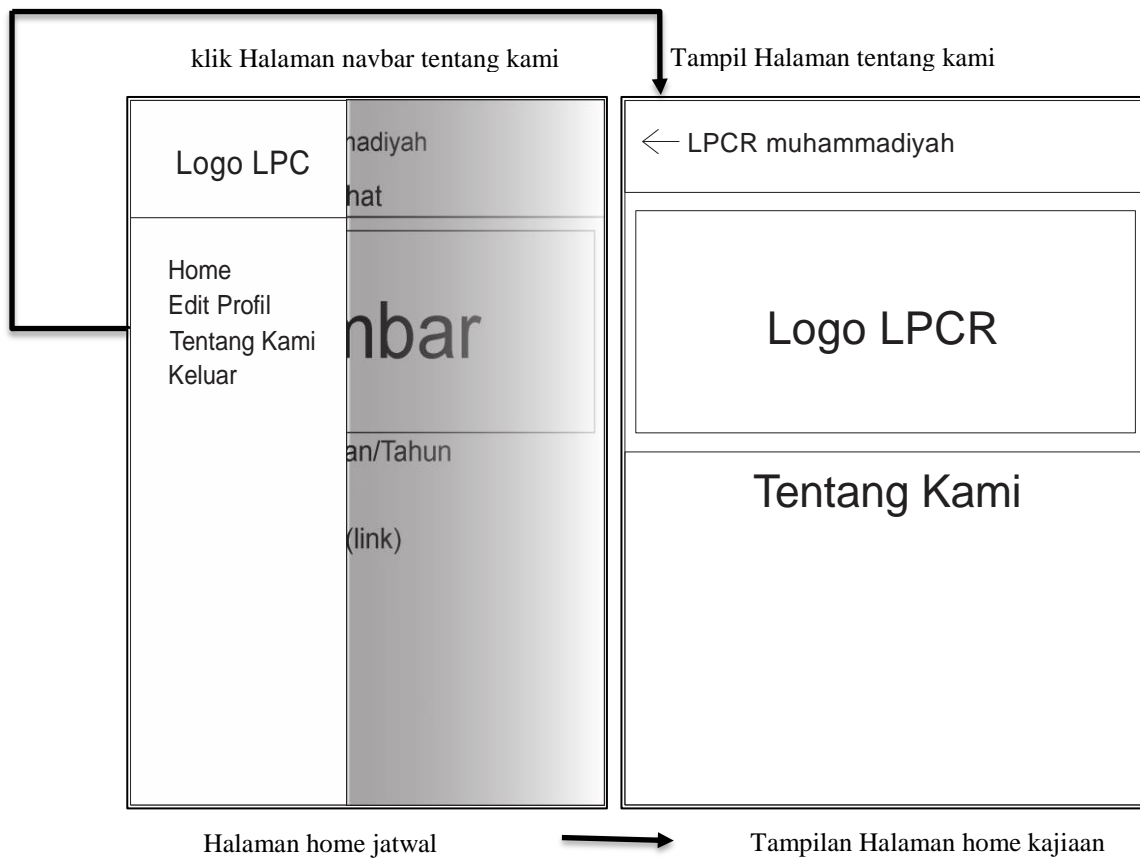 klik Halaman navbar tentang kami
Tampil Halaman tentang kami
Logo LPC
Home
Edit Profil
Tentang Kami
Keluar
nadiyah
hat
nbar
an/Tahun
(link)
LPCR muhammadiyah
Logo LPCR
Tentang Kami
Halaman home jatwal
Tampilan Halaman home kajiaan